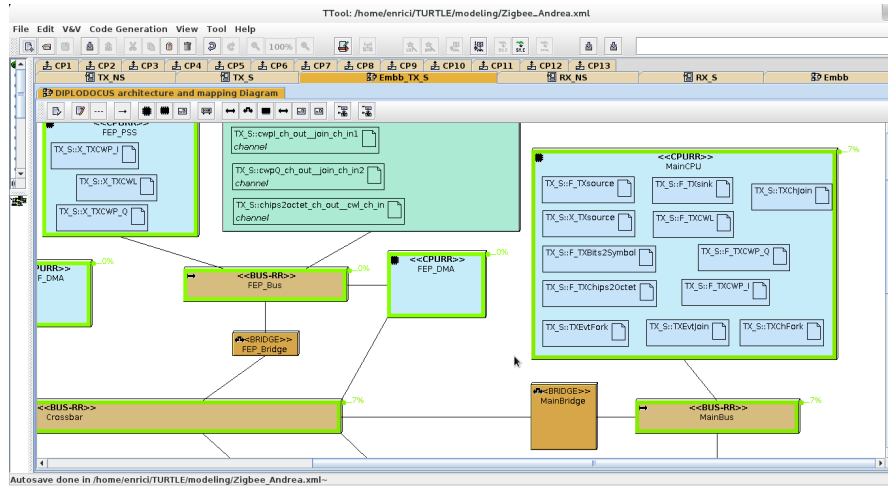 TTool: /home/enrici/TURTLE/modeling/Zigbee_Andrea.xml
File Edit V&V Code Generation View Tool Help
100%
CP1 CP2 CP3 CP4 CP5 CP6 CP7 CP8 CP9 CP10 CP11 CP12 CP13
TX_NS TX_S Embb_TX_S RX_NS RX_S Embb
DIPLODOCUS architecture and mapping Diagram
<<CPURR>>
FEP_PSS
TX_S::X_TXCWP_I
TX_S::X_TXCWL
TX_S::X_TXCWP_Q
TX_S::cwpI_ch_out__join_ch_in1
channel
TX_S::cwpQ_ch_out__join_ch_in2
channel
TX_S::chips2octet_ch_out__cwl_ch_in
channel
<<CPURR>>
MainCPU
7%
TX_S::F_TXsource
TX_S::F_TXsink
TX_S::TXChJoin
TX_S::X_TXsource
TX_S::F_TXCWL
TX_S::F_TXBits2Symbol
TX_S::F_TXCWP_Q
TX_S::F_TXChips2Octet
TX_S::F_TXCWP_I
TX_S::TXEvtFork
TX_S::TXEvtJoin
TX_S::TXChFork
PURR>>
F_DMA
0%
<<BUS-RR>>
FEP_Bus
0%
<<CPURR>>
FEP_DMA
0%
<<BRIDGE>>
FEP_Bridge
<<BUS-RR>>
Crossbar
7%
<<BRIDGE>>
MainBridge
<<BUS-RR>>
MainBus
7%
Autosave done in /home/enrici/TURTLE/modeling/Zigbee_Andrea.xml~